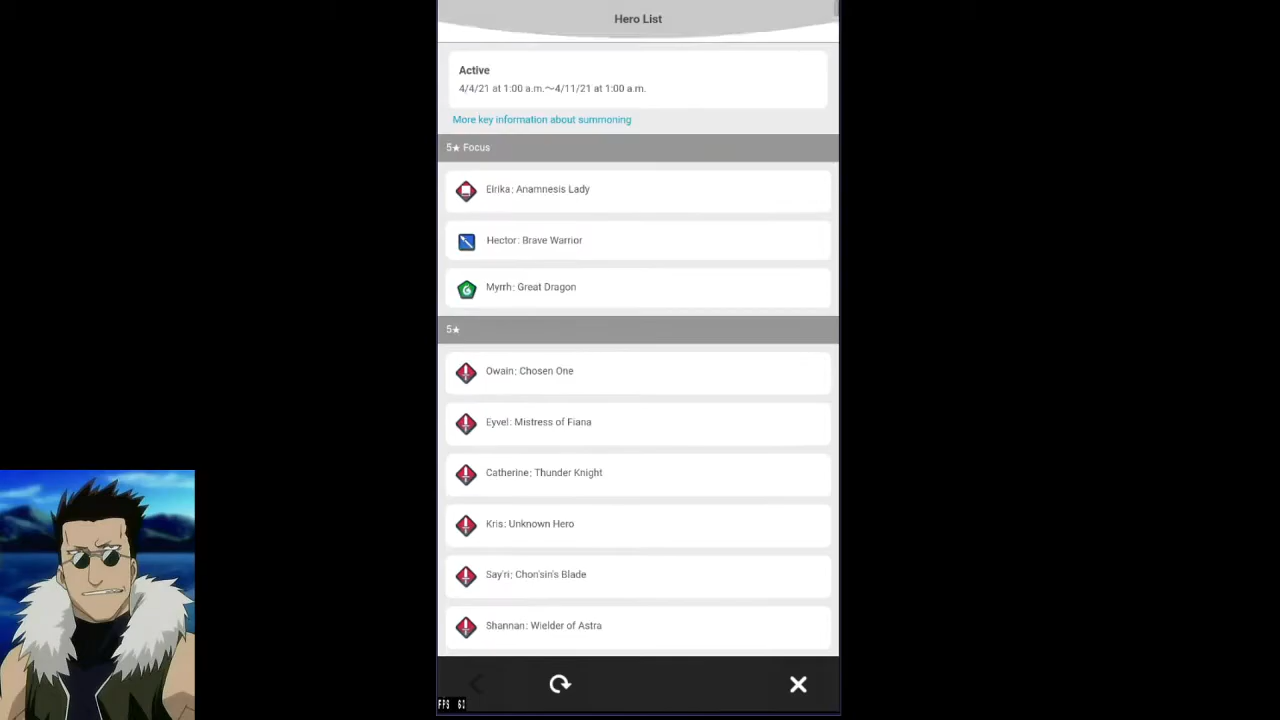 Hero List
Active
4/4/21 at 1:00 a.m.～4/11/21 at 1:00 a.m.
More key information about summoning
5★ Focus
Eirika: Anamnesis Lady
Hector: Brave Warrior
Myrrh: Great Dragon
5★
Owain: Chosen One
Eyvel: Mistress of Fiana
Catherine: Thunder Knight
Kris: Unknown Hero
Say'ri: Chon'sin's Blade
Shannan: Wielder of Astra
FPS 62